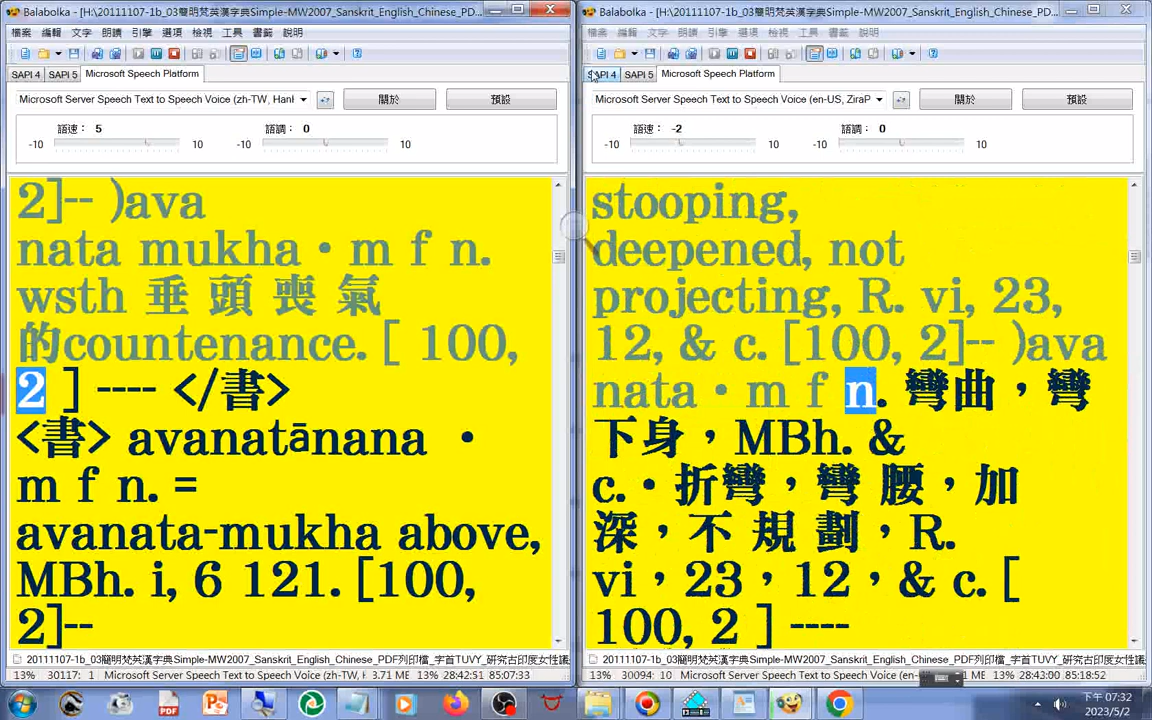 Balabolka - [H:\20111107-1b_03簡明梵英漢字典Simple-MW2007_Sanskrit_English_Chinese_PD...
檔案 編輯 文字 朗讀 引擎 選項 檢視 工具 書籤 說明
SAPI 4 SAPI 5 Microsoft Speech Platform
Microsoft Server Speech Text to Speech Voice (zh-TW, Hanl
關於 預設
語速： 5 語調： 0
-10 10 -10 10
2]-- )ava
nata mukha • m f n.
wsth 垂 頭 喪 氣
的countenance. [ 100,
2 ] ---- </書>
<書> avanatānana •
m f n. =
avanata-mukha above,
MBh. i, 6 121. [100,
2]--
20111107-1b_03簡明梵英漢字典Simple-MW2007_Sanskrit_English_Chinese_PDF列印檔_字首TUVY_研究古印度女性議
13% 30117: 1 Microsoft Server Speech Text to Speech Voice (zh-TW, H 3.71 ME 13% 28:42:51 85:07:33
Balabolka - [H:\20111107-1b_03簡明梵英漢字典Simple-MW2007_Sanskrit_English_Chinese_PD...
檔案 編輯 文字 朗讀 引擎 選項 檢視 工具 書籤 說明
SAPI 4 SAPI 5 Microsoft Speech Platform
Microsoft Server Speech Text to Speech Voice (en-US, ZiraP
關於 預設
語速： -2 語調： 0
-10 10 -10 10
stooping,
deepened, not
projecting, R. vi, 23,
12, & c. [100, 2]-- )ava
nata • m f n. 彎曲，彎
下身，MBh. &
c. • 折彎，彎 腰，加
深，不 規 劃，R.
vi，23，12，& c. [
100, 2 ] ----
20111107-1b_03簡明梵英漢字典Simple-MW2007_Sanskrit_English_Chinese_PDF列印檔_字首TUVY_研究古印度女性議
13% 30094: 10 Microsoft Server Speech Text to Speech Voice ME 13% 28:43:00 85:18:52
下午 07:32
2023/5/2